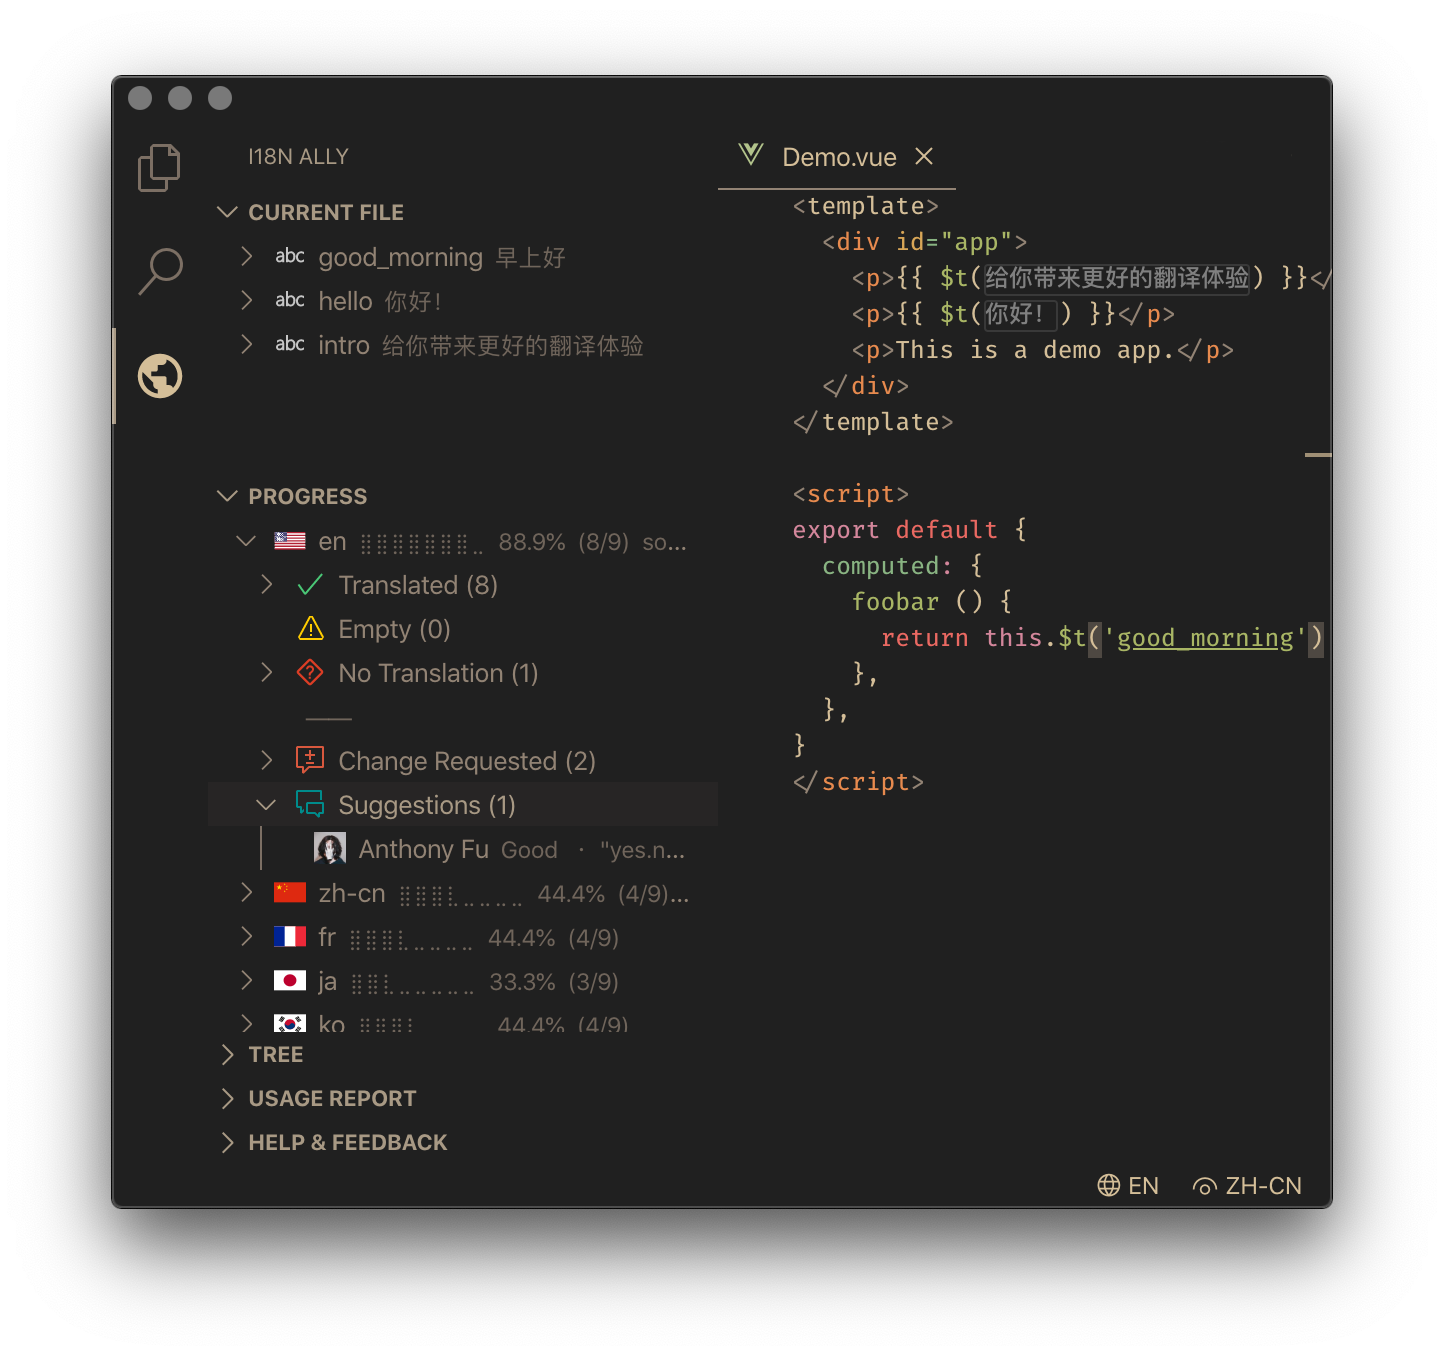 I18N ALLY
CURRENT FILE
abc good_morning 早上好
abc hello 你好！
abc intro 给你带来更好的翻译体验
PROGRESS
en 88.9% (8/9) so...
Translated (8)
Empty (0)
No Translation (1)
Change Requested (2)
Suggestions (1)
Anthony Fu Good · "yes.n...
zh-cn 44.4% (4/9)...
fr 44.4% (4/9)
ja 33.3% (3/9)
ko 44.4% (4/9)
TREE
USAGE REPORT
HELP & FEEDBACK
Demo.vue
<template>
<div id="app">
<p>{{ $t(给你带来更好的翻译体验) }}</
<p>{{ $t(你好！) }}</p>
<p>This is a demo app.</p>
</div>
</template>
<script>
export default {
computed: {
foobar () {
return this.$t('good_morning')
},
},
}
</script>
EN ZH-CN